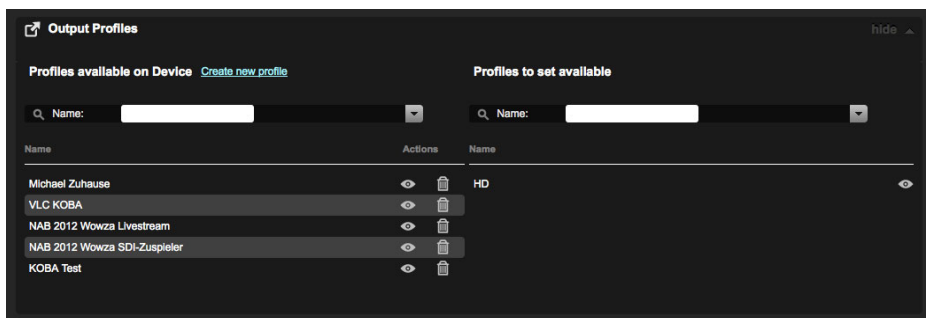 Output Profiles
hide
Profiles available on Device Create new profile
Name:
Name Actions
Michael Zuhause
VLC KOBA
NAB 2012 Wowza Livestream
NAB 2012 Wowza SDI-Zuspieler
KOBA Test
Profiles to set available
Name:
Name
HD